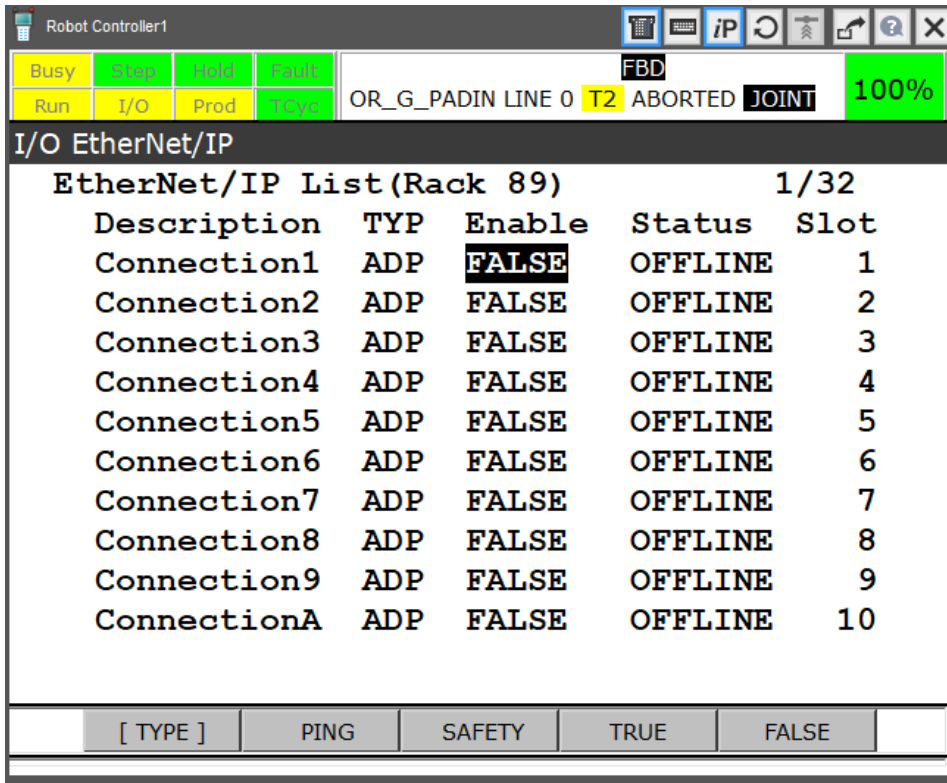 Robot Controller1 iP
Busy Step Hold Fault FBD
Run I/O Prod TCyc OR_G_PADIN LINE 0 T2 ABORTED JOINT 100%
I/O EtherNet/IP
EtherNet/IP List(Rack 89) 1/32
Description TYP Enable Status Slot
Connection1 ADP FALSE OFFLINE 1
Connection2 ADP FALSE OFFLINE 2
Connection3 ADP FALSE OFFLINE 3
Connection4 ADP FALSE OFFLINE 4
Connection5 ADP FALSE OFFLINE 5
Connection6 ADP FALSE OFFLINE 6
Connection7 ADP FALSE OFFLINE 7
Connection8 ADP FALSE OFFLINE 8
Connection9 ADP FALSE OFFLINE 9
ConnectionA ADP FALSE OFFLINE 10
[ TYPE ] PING SAFETY TRUE FALSE